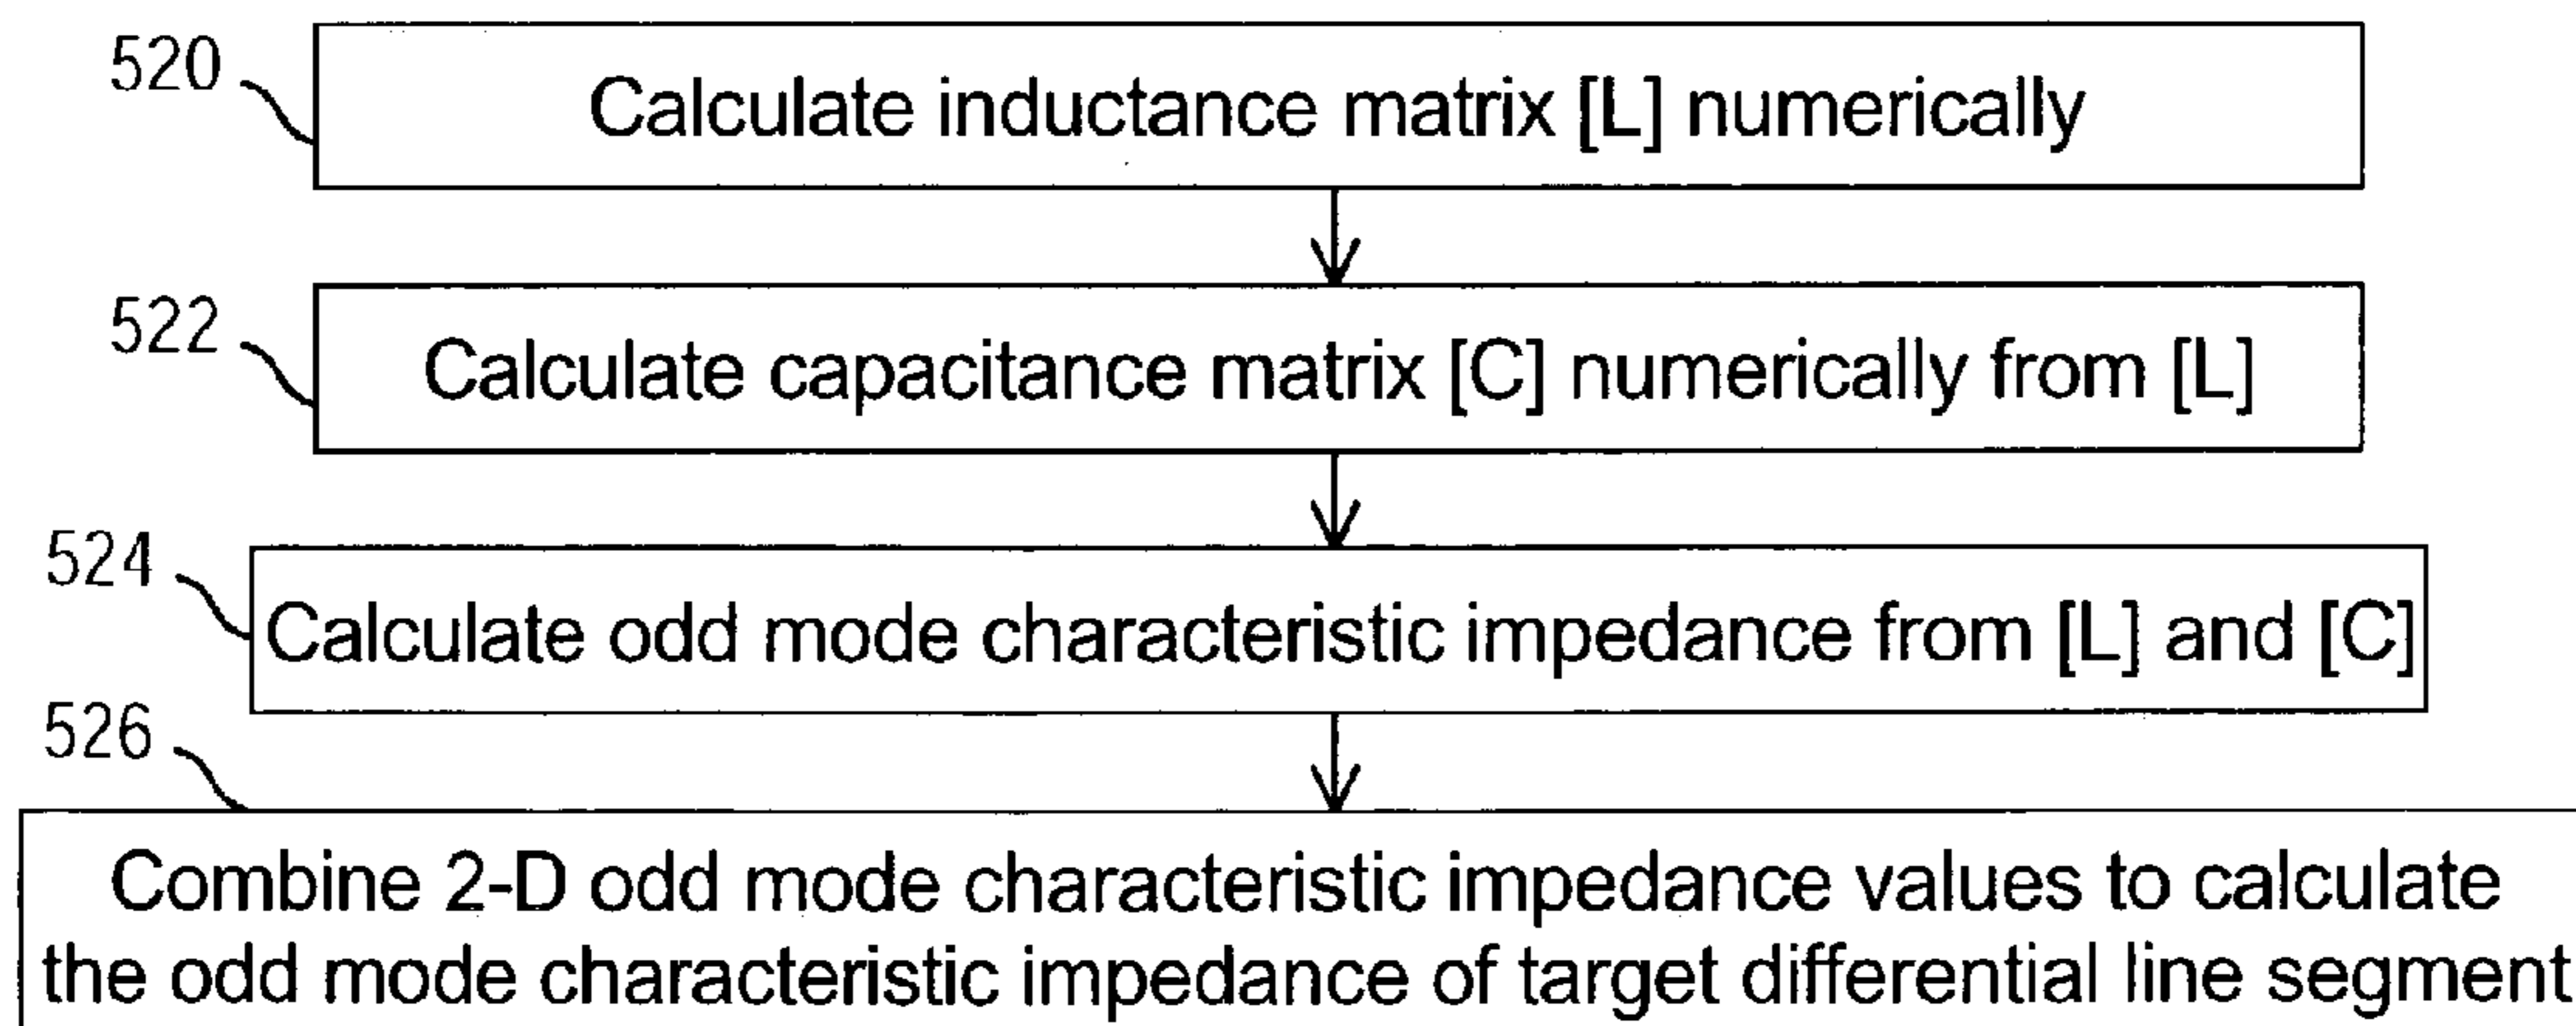 520
Calculate inductance matrix [L] numerically
522
Calculate capacitance matrix [C] numerically from [L]
524
Calculate odd mode characteristic impedance from [L] and [C]
526
Combine 2-D odd mode characteristic impedance values to calculate
the odd mode characteristic impedance of target differential line segment